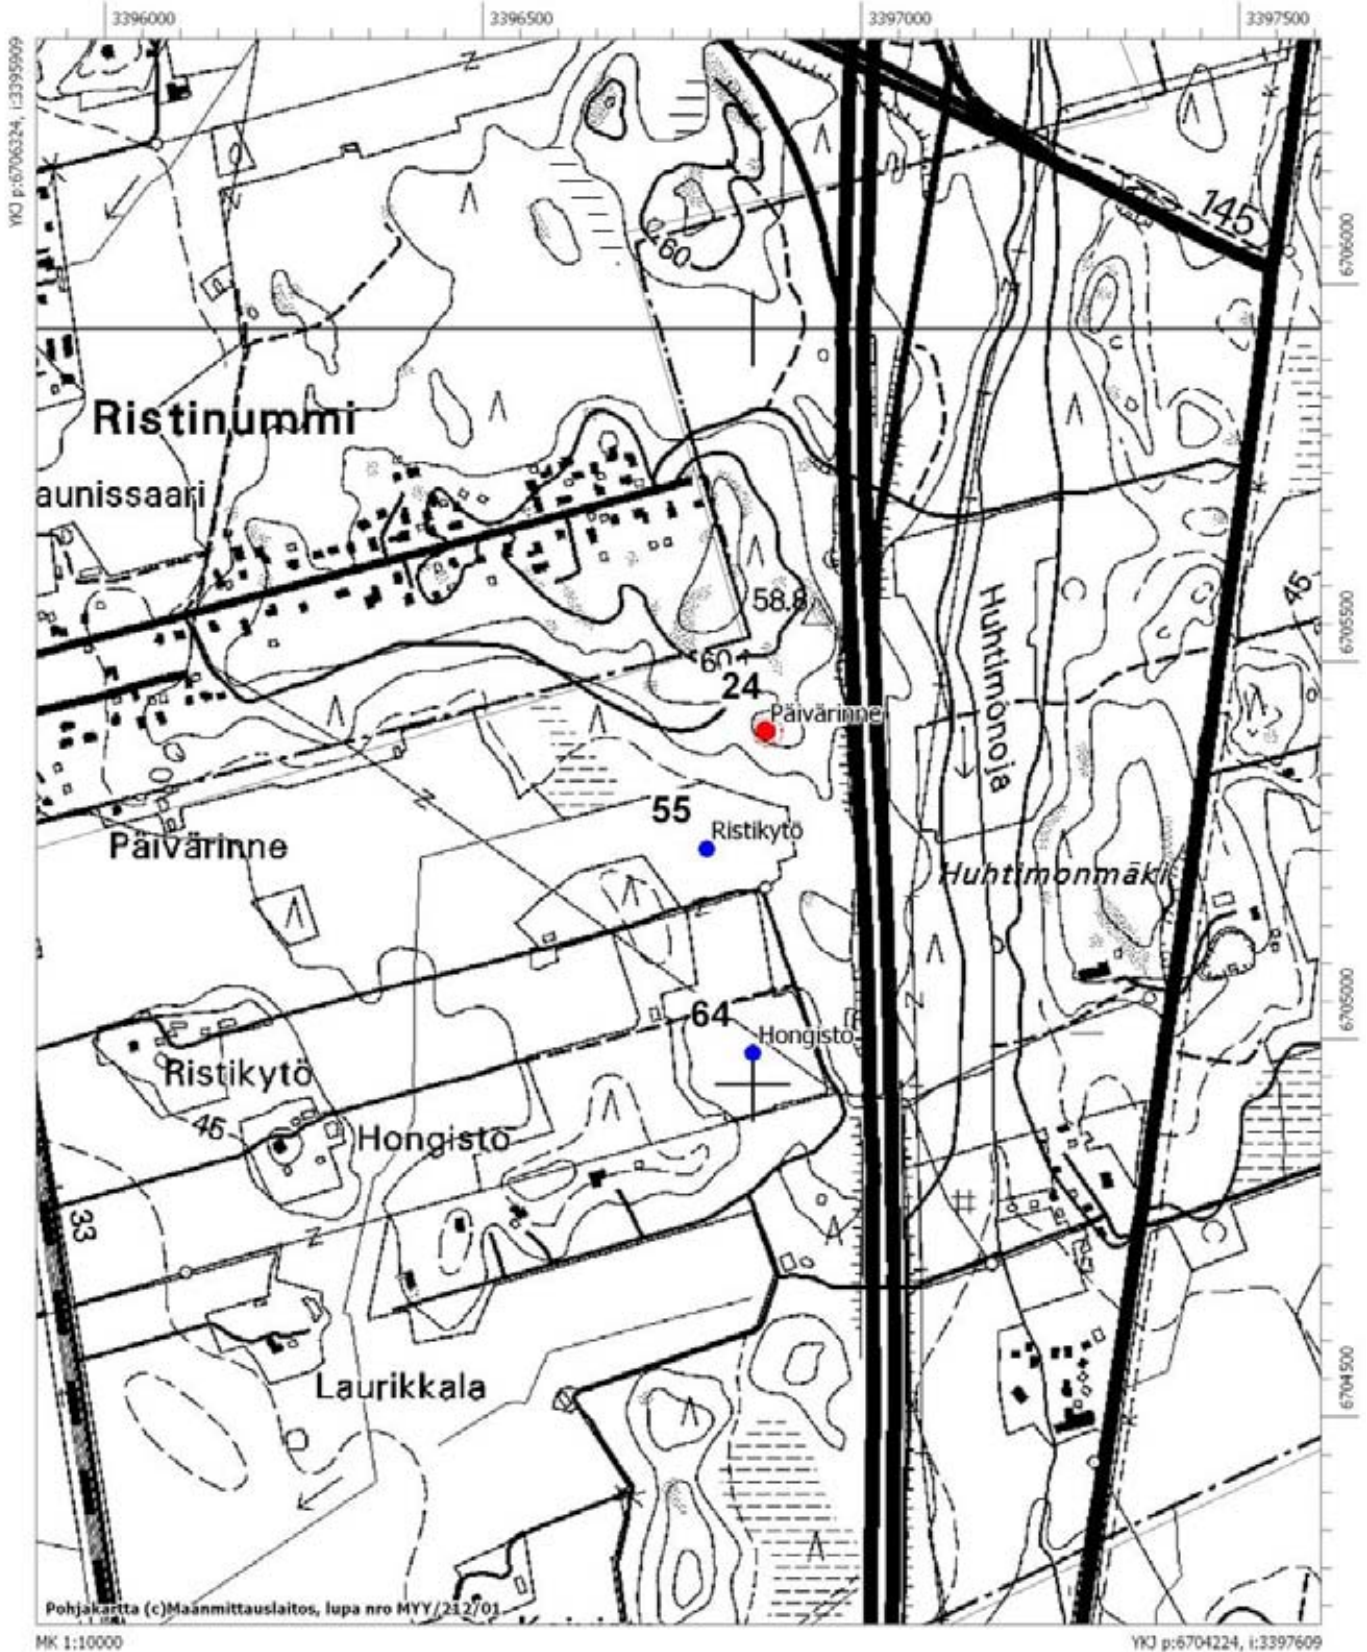 3396000
3396500
3397000
3397500
YKJ p:6706324, i:3395909
145
6706000
60
Ristinummi
aunissaari
58.8
45
6705500
Huhtimonoja
60.1
24
Päivärinne
55
Ristikytö
Päivärinne
Huhtimonmäki
64
Hongisto
6705000
Ristikytö
45
Hongisto
33
Laurikkala
6704500
Pohjakartta (c)Maanmittauslaitos, lupa nro MYY/212/01
MK 1:10000
YKJ p:6704224, i:3397609